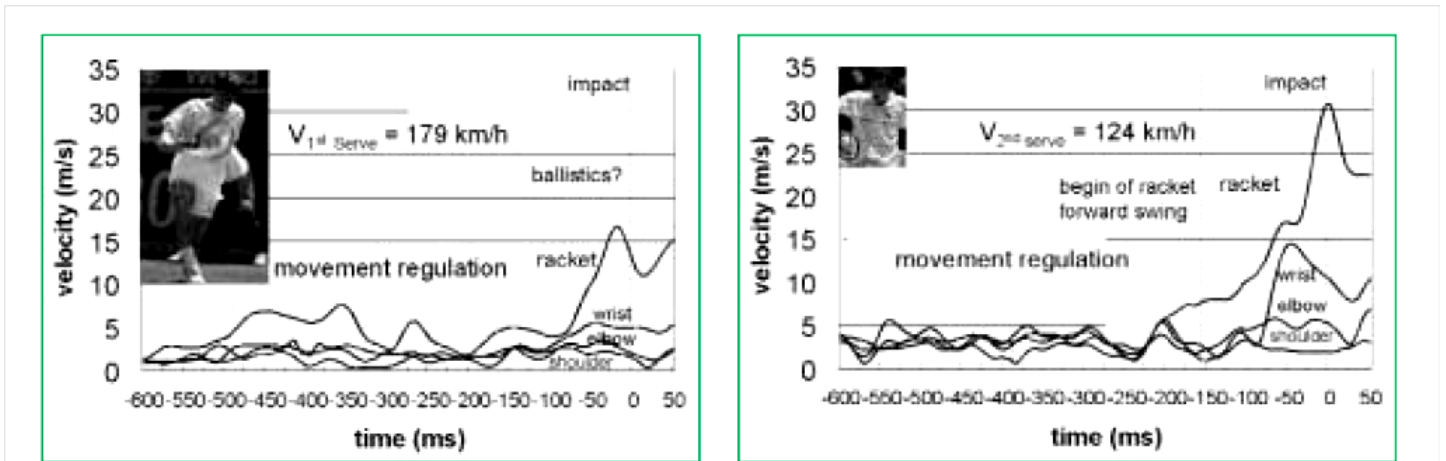 35
30
25
20
15
10
5
0
velocity (m/s)
impact
V1st Serve = 179 km/h
ballistics?
movement regulation
racket
wrist
elbow
shoulder
-600-550-500-450-400-350-300-250-200-150-100 -50 0 50
time (ms)
35
30
25
20
15
10
5
0
velocity (m/s)
impact
V2nd serve = 124 km/h
begin of racket
forward swing
racket
movement regulation
wrist
elbow
shoulder
-600-550-500-450-400-350-300-250-200-150-100 -50 0 50
time (ms)